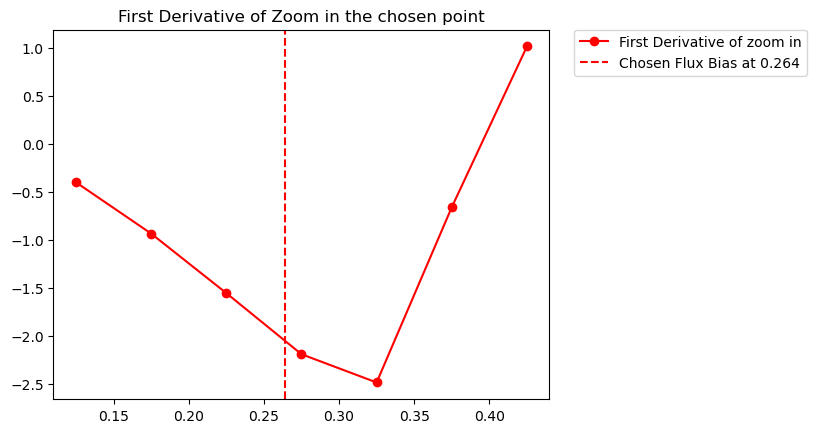 First Derivative of Zoom in the chosen point
First Derivative of zoom in
Chosen Flux Bias at 0.264
1.0
0.5
0.0
−0.5
−1.0
−1.5
−2.0
−2.5
0.15 0.20 0.25 0.30 0.35 0.40